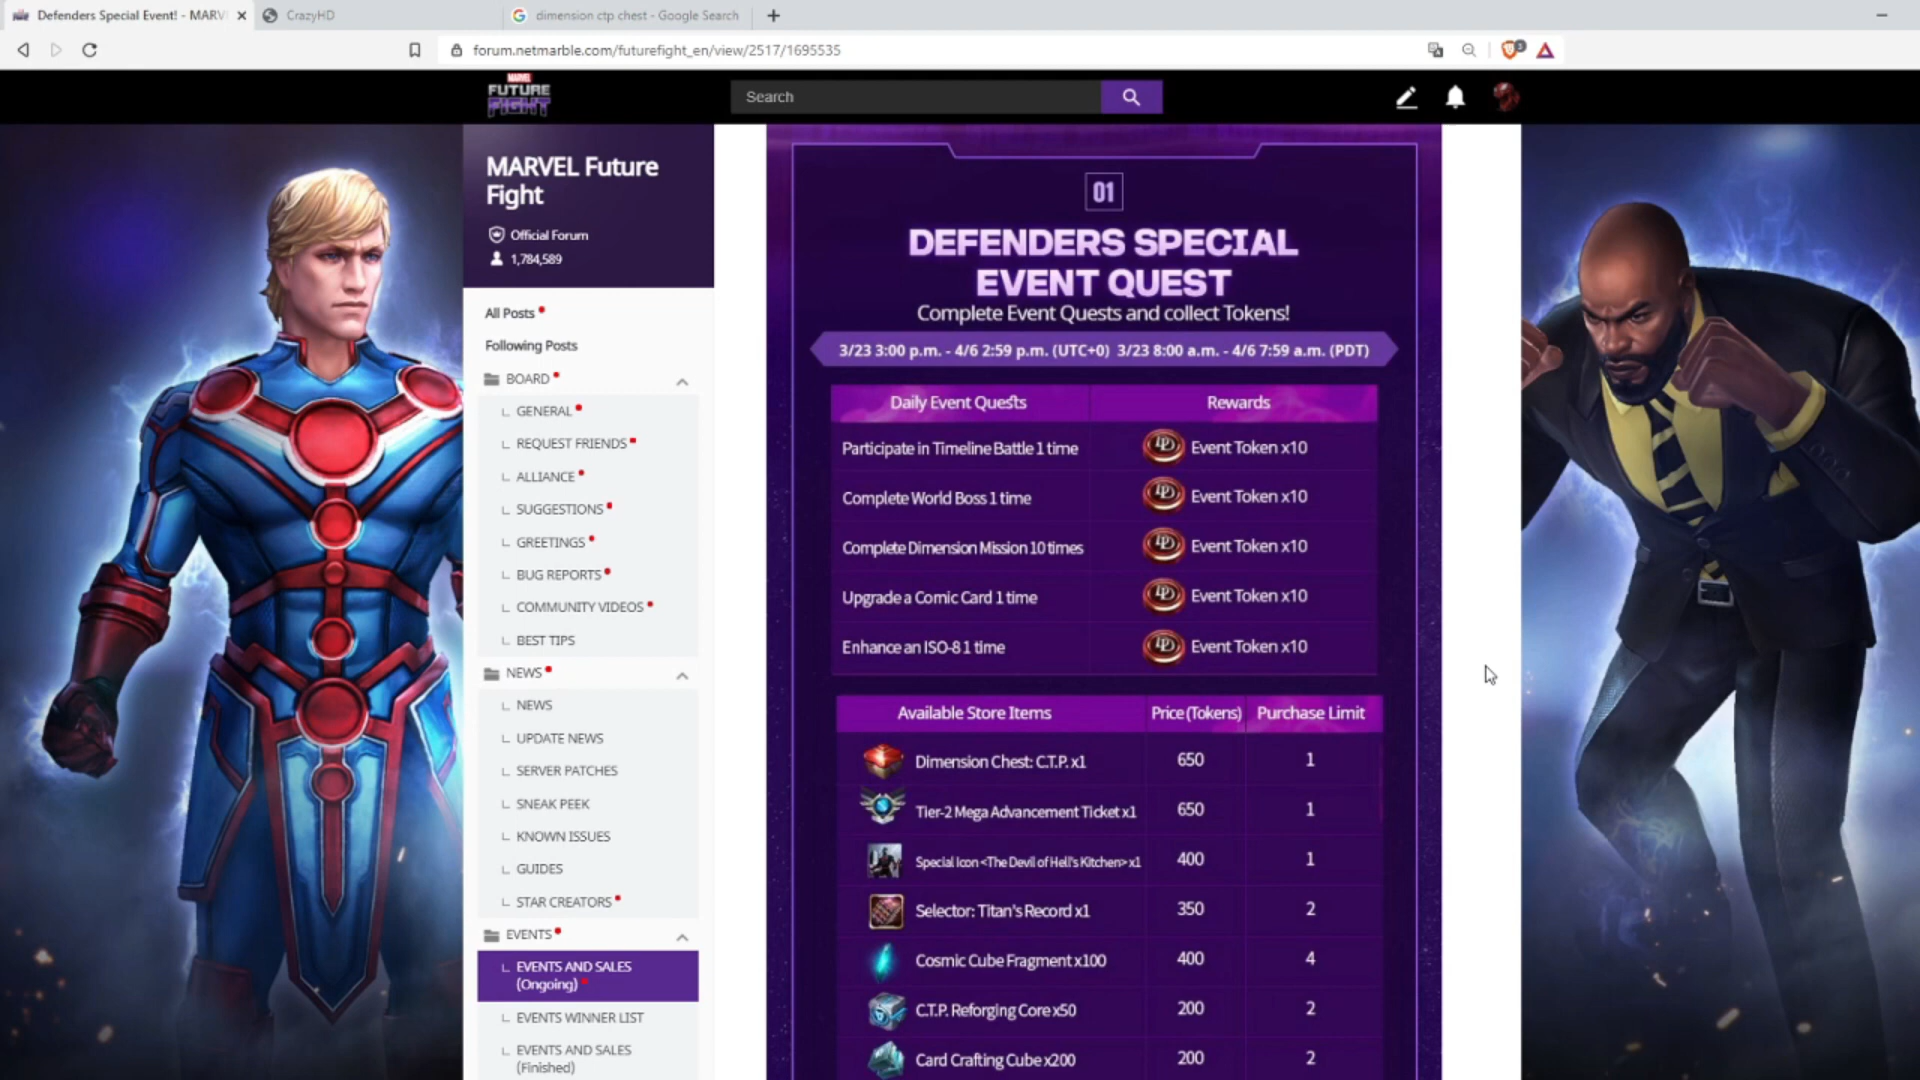 Defenders Special Event! - MARV
CrazyHD
dimension ctp chest - Google Search
forum.netmarble.com/futurefight_en/view/2517/1695535
3
MARVEL
FUTURE
FIGHT
Search
MARVEL Future
Fight
Official Forum
1,784,589
All Posts
Following Posts
BOARD
GENERAL
REQUEST FRIENDS
ALLIANCE
SUGGESTIONS
GREETINGS
BUG REPORTS
COMMUNITY VIDEOS
BEST TIPS
NEWS
NEWS
UPDATE NEWS
SERVER PATCHES
SNEAK PEEK
KNOWN ISSUES
GUIDES
STAR CREATORS
EVENTS
EVENTS AND SALES
(Ongoing)
EVENTS WINNER LIST
EVENTS AND SALES
(Finished)
01
DEFENDERS SPECIAL
EVENT QUEST
Complete Event Quests and collect Tokens!
3/23 3:00 p.m. - 4/6 2:59 p.m. (UTC+0) 3/23 8:00 a.m. - 4/6 7:59 a.m. (PDT)
Daily Event Quests Rewards
Participate in Timeline Battle 1 time Event Token x10
Complete World Boss 1 time Event Token x10
Complete Dimension Mission 10 times Event Token x10
Upgrade a Comic Card 1 time Event Token x10
Enhance an ISO-8 1 time Event Token x10
Available Store Items Price (Tokens) Purchase Limit
Dimension Chest: C.T.P. x1 650 1
Tier-2 Mega Advancement Ticket x1 650 1
Special Icon <The Devil of Hell's Kitchen> x1 400 1
Selector: Titan's Record x1 350 2
Cosmic Cube Fragment x100 400 4
C.T.P. Reforging Core x50 200 2
Card Crafting Cube x200 200 2